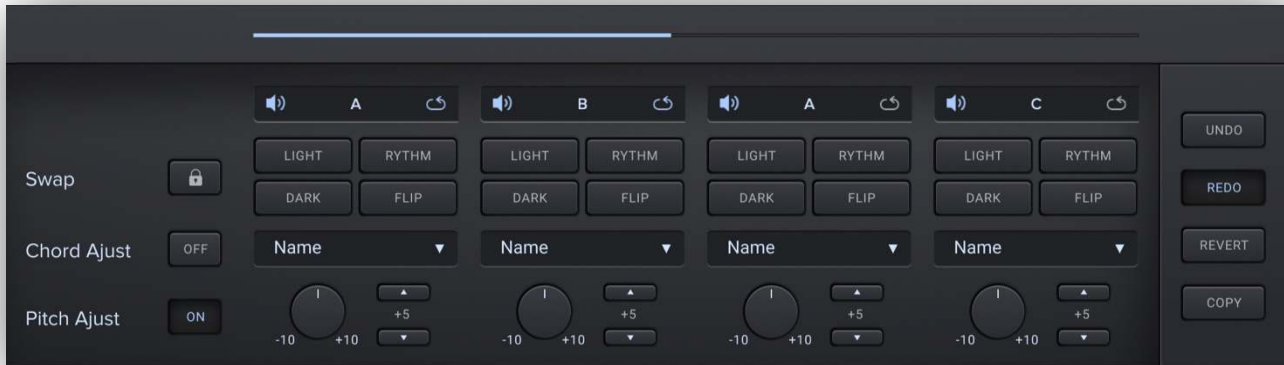 A B A C
LIGHT RYTHM LIGHT RYTHM LIGHT RYTHM LIGHT RYTHM
UNDO
Swap
DARK FLIP DARK FLIP DARK FLIP DARK FLIP
REDO
Chord Ajust OFF Name Name Name Name
REVERT
Pitch Ajust ON +5 +5 +5 +5
COPY
-10 +10 -10 +10 -10 +10 -10 +10